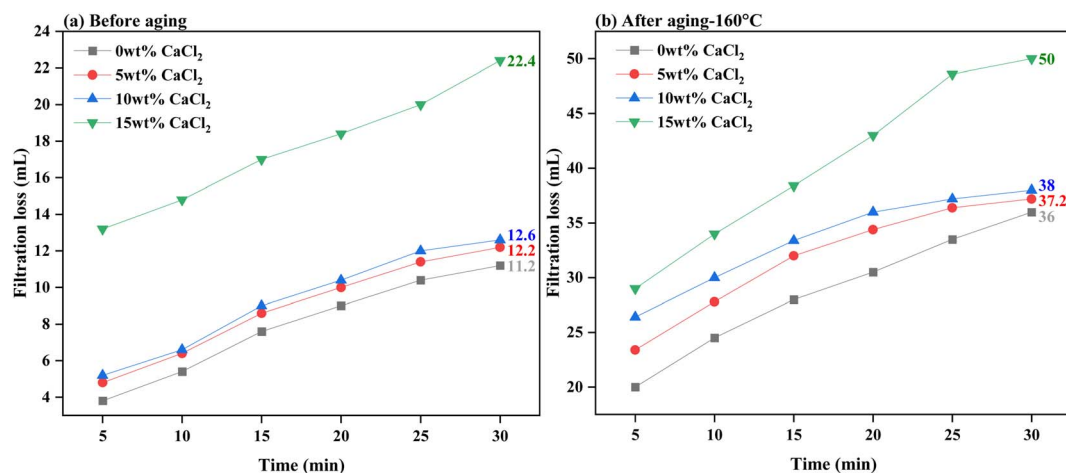 (a) Before aging
24
22
20
18
16
14
12
10
8
6
4
Filtration loss (mL)
0wt% CaCl₂
5wt% CaCl₂
10wt% CaCl₂
15wt% CaCl₂
22.4
12.6
12.2
11.2
5 10 15 20 25 30
Time (min)
(b) After aging-160°C
50
45
40
35
30
25
20
Filtration loss (mL)
0wt% CaCl₂
5wt% CaCl₂
10wt% CaCl₂
15wt% CaCl₂
50
38
37.2
36
5 10 15 20 25 30
Time (min)